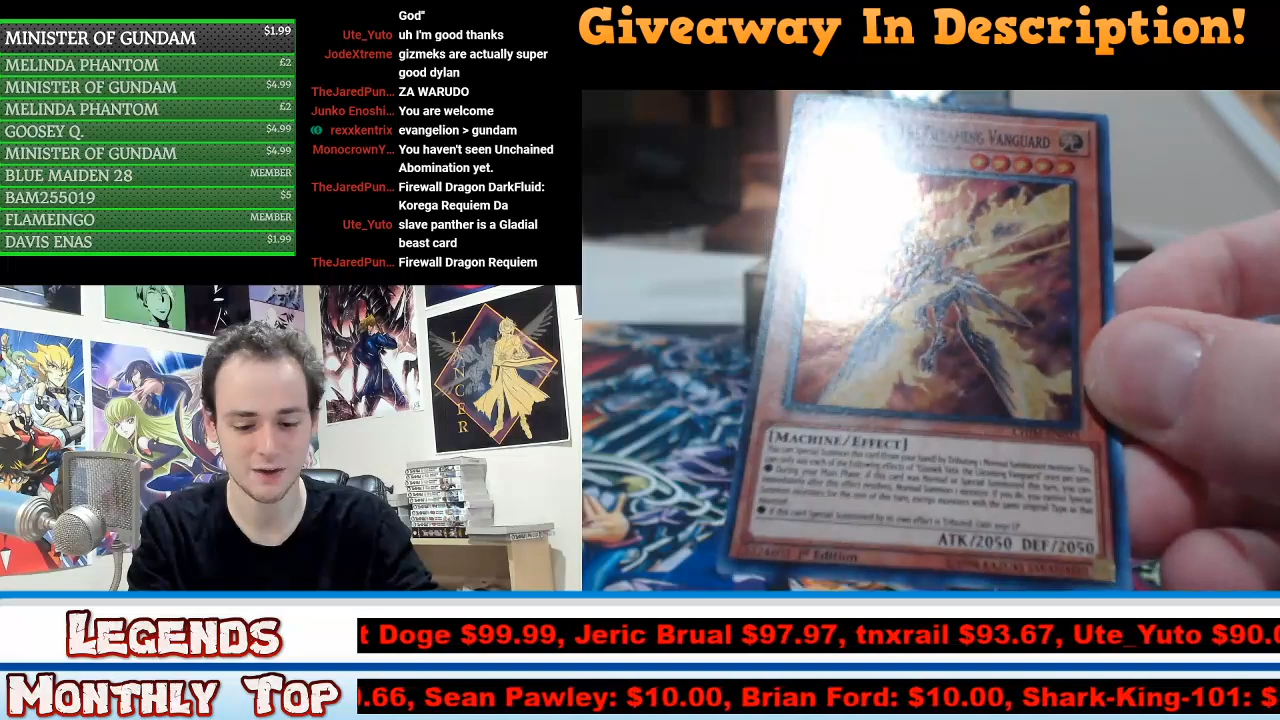 MINISTER OF GUNDAM $1.99
MELINDA PHANTOM £2
MINISTER OF GUNDAM $4.99
MELINDA PHANTOM £2
GOOSEY Q. $4.99
MINISTER OF GUNDAM $4.99
BLUE MAIDEN 28 MEMBER
BAM255019 $5
FLAMEINGO MEMBER
DAVIS ENAS $1.99
God"
Ute_Yuto uh I'm good thanks
JodeXtreme gizmeks are actually super
good dylan
TheJaredPun... ZA WARUDO
Junko Enoshi... You are welcome
rexxkentrix evangelion > gundam
MonocrownY... You haven't seen Unchained
Abomination yet.
TheJaredPun... Firewall Dragon DarkFluid:
Korega Requiem Da
Ute_Yuto slave panther is a Gladial
beast card
TheJaredPun... Firewall Dragon Requiem
Giveaway In Description!
Vanguard
[Machine/Effect]
ATK/2050 DEF/2050
1st Edition
LANCER
Legends
t Doge $99.99, Jeric Brual $97.97, tnxrail $93.67, Ute_Yuto $90.
Monthly Top
.66, Sean Pawley: $10.00, Brian Ford: $10.00, Shark-King-101: $